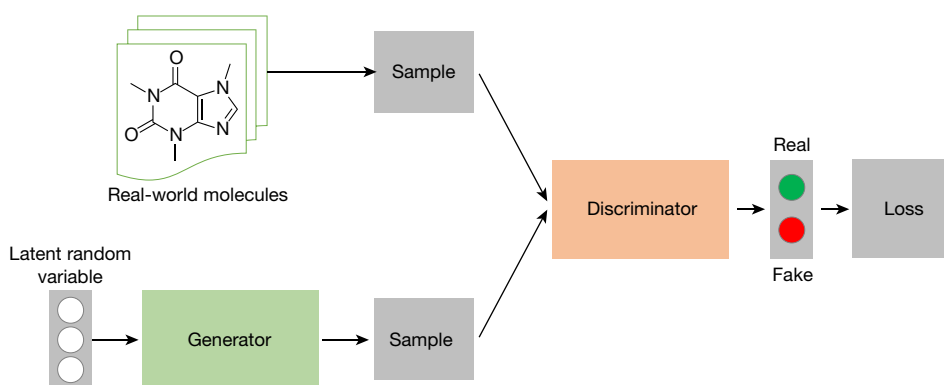 O
N
N
O
N
N
Sample
Real-world molecules
Real
Discriminator
Loss
Fake
Latent random
variable
Generator
Sample